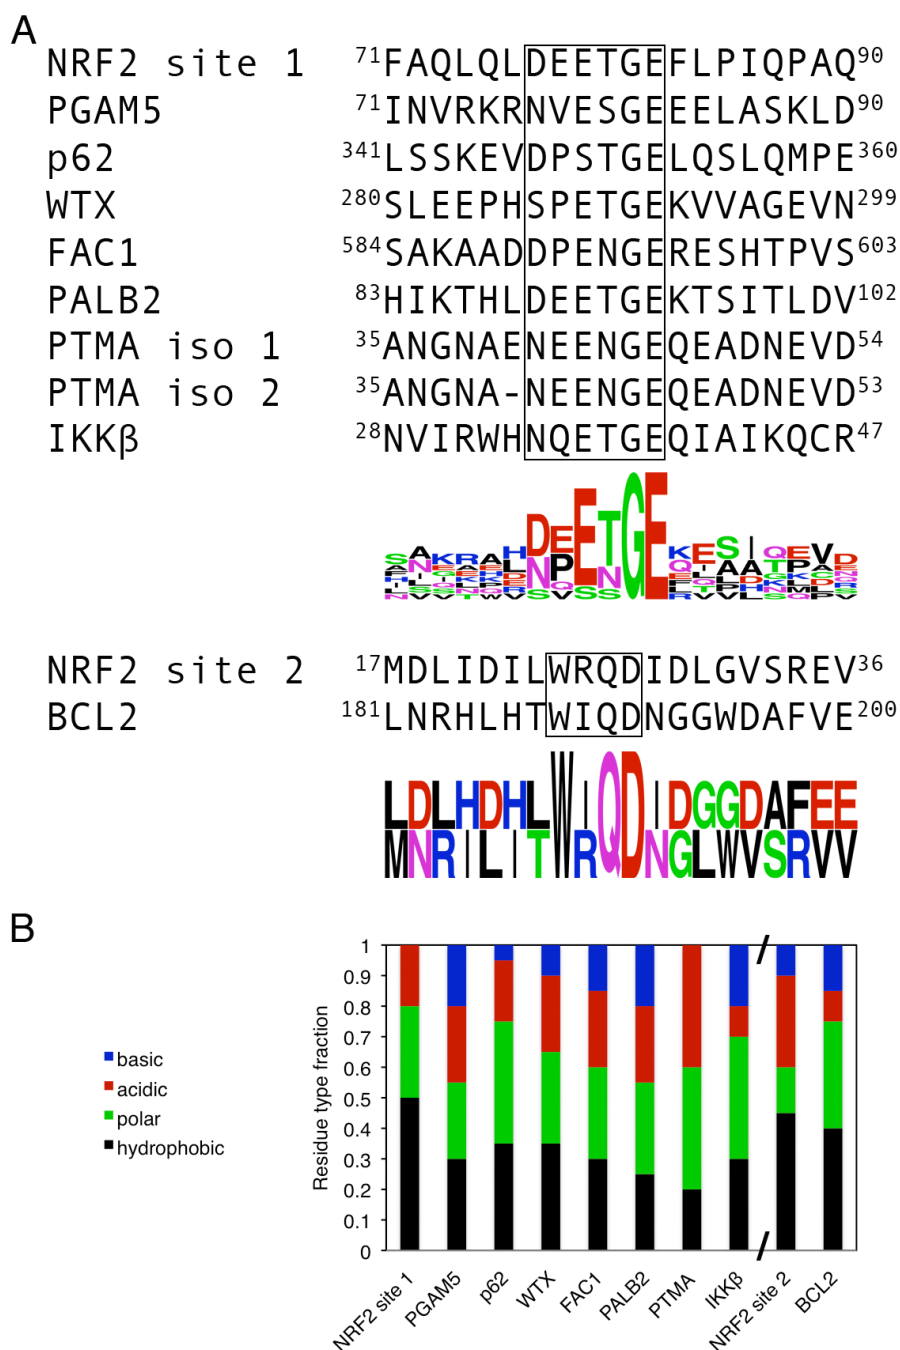 A
NRF2 site 1 71FAQLQLDEETGEFLPIQPAQ90
PGAM5 71INVRKRNVESGEEELASKLD90
p62 341LSSKEVDPSTGELQSLQMPE360
WTX 280SLEEPHSPETGEKVVAGEVN299
FAC1 584SAKAADDPENGERESHTPVS603
PALB2 83HIKTHLDEETGEKTSITLDV102
PTMA iso 1 35ANGNAENEENGEQEADNEVD54
PTMA iso 2 35ANGNA-NEENGEQEADNEVD53
IKKβ 28NVIRWHNQETGEQIAIKQCR47
NRF2 site 2 17MDLIDILWRQDIDLGVSREV36
BCL2 181LNRHLHTWIQDNGGWDAFVE200
LDLHDHLWIQDIDGGDAFEE
MNRILITWRQDNGLWVSRVV
B
1
0.9
0.8
0.7
0.6
0.5
0.4
0.3
0.2
0.1
0
Residue type fraction
basic
acidic
polar
hydrophobic
NRF2 site 1
PGAM5
p62
WTX
FAC1
PALB2
PTMA
IKKβ
NRF2 site 2
BCL2